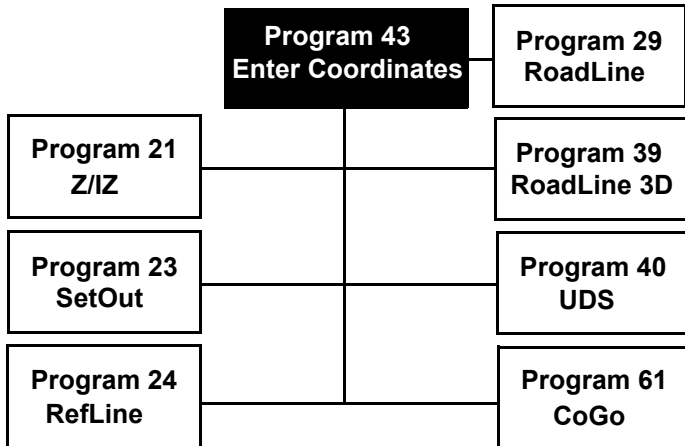 Program 43
Enter Coordinates
Program 29
RoadLine
Program 21
Z/IZ
Program 39
RoadLine 3D
Program 23
SetOut
Program 40
UDS
Program 24
RefLine
Program 61
CoGo